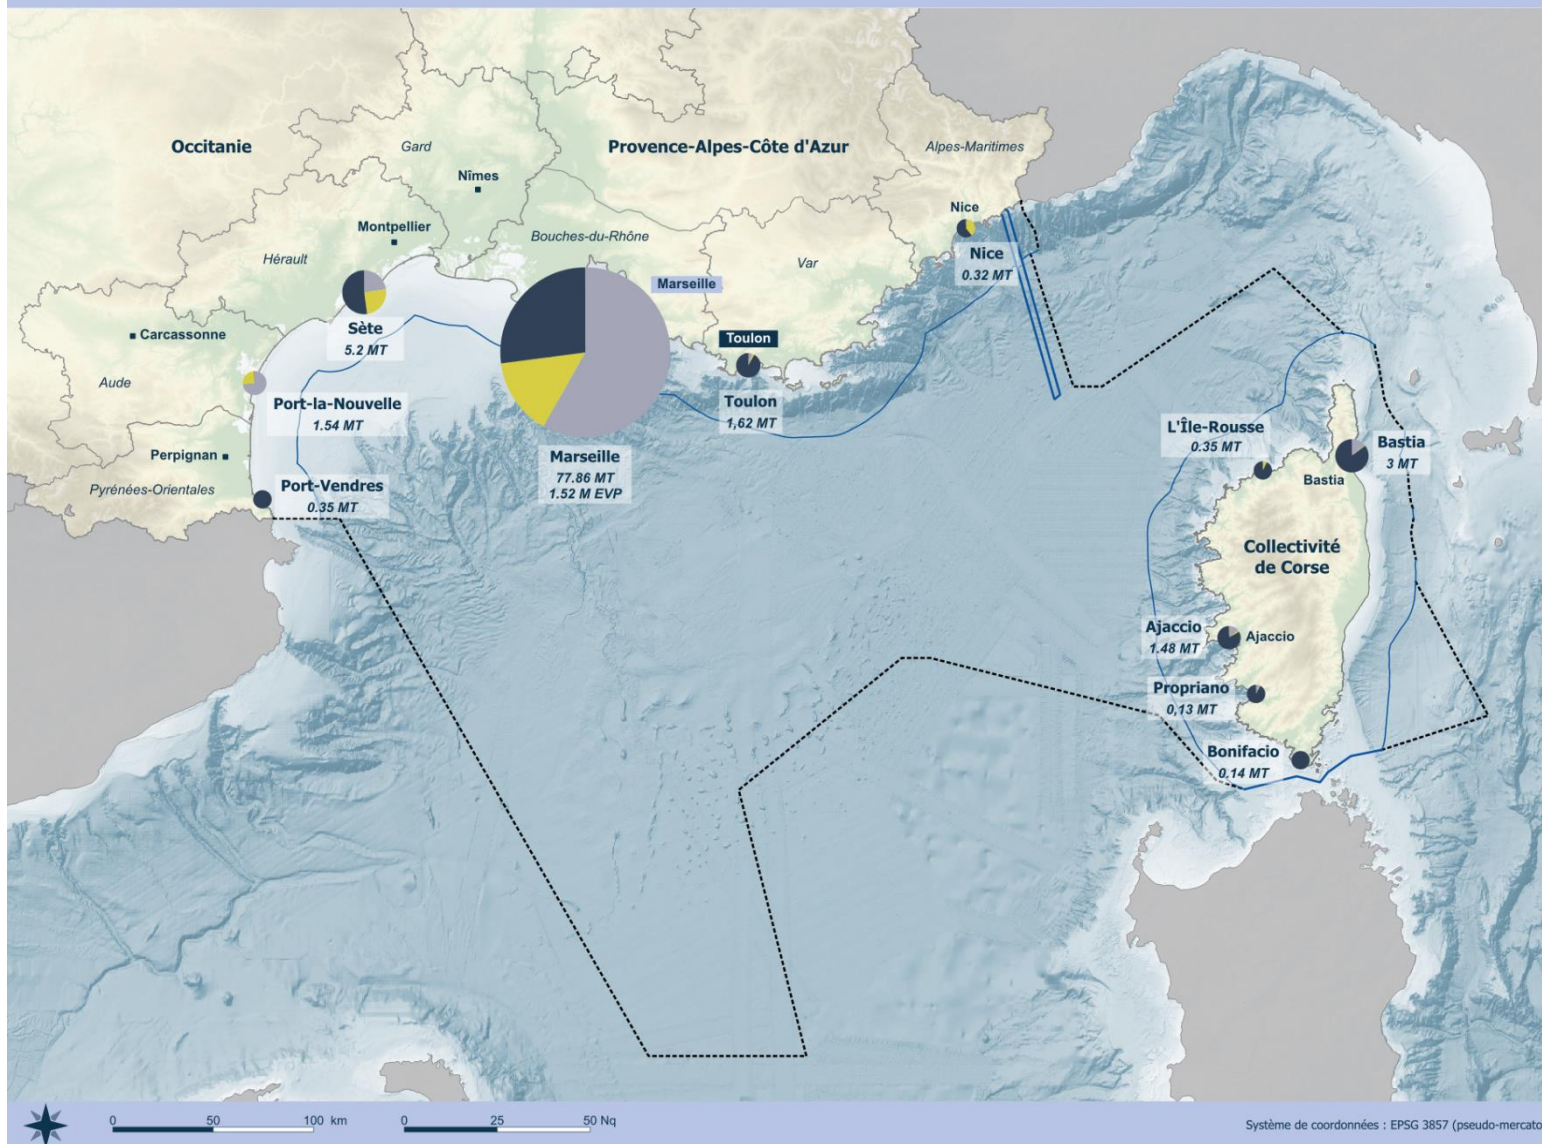 Occitanie
Gard
Provence-Alpes-Côte d'Azur
Alpes-Maritimes
Nîmes
Montpellier
Hérault
Bouches-du-Rhône
Var
Nice
Nice
0.32 MT
Marseille
Sète
5.2 MT
Carcassonne
Aude
Toulon
Toulon
1,62 MT
Port-la-Nouvelle
1.54 MT
Perpignan
Pyrénées-Orientales
Port-Vendres
0.35 MT
Marseille
77.86 MT
1.52 M EVP
L'Île-Rousse
0.35 MT
Bastia
3 MT
Bastia
Collectivité
de Corse
Ajaccio
1.48 MT
Ajaccio
Propriano
0,13 MT
Bonifacio
0.14 MT
0 50 100 km
0 25 50 Nq
Système de coordonnées : EPSG 3857 (pseudo-mercato